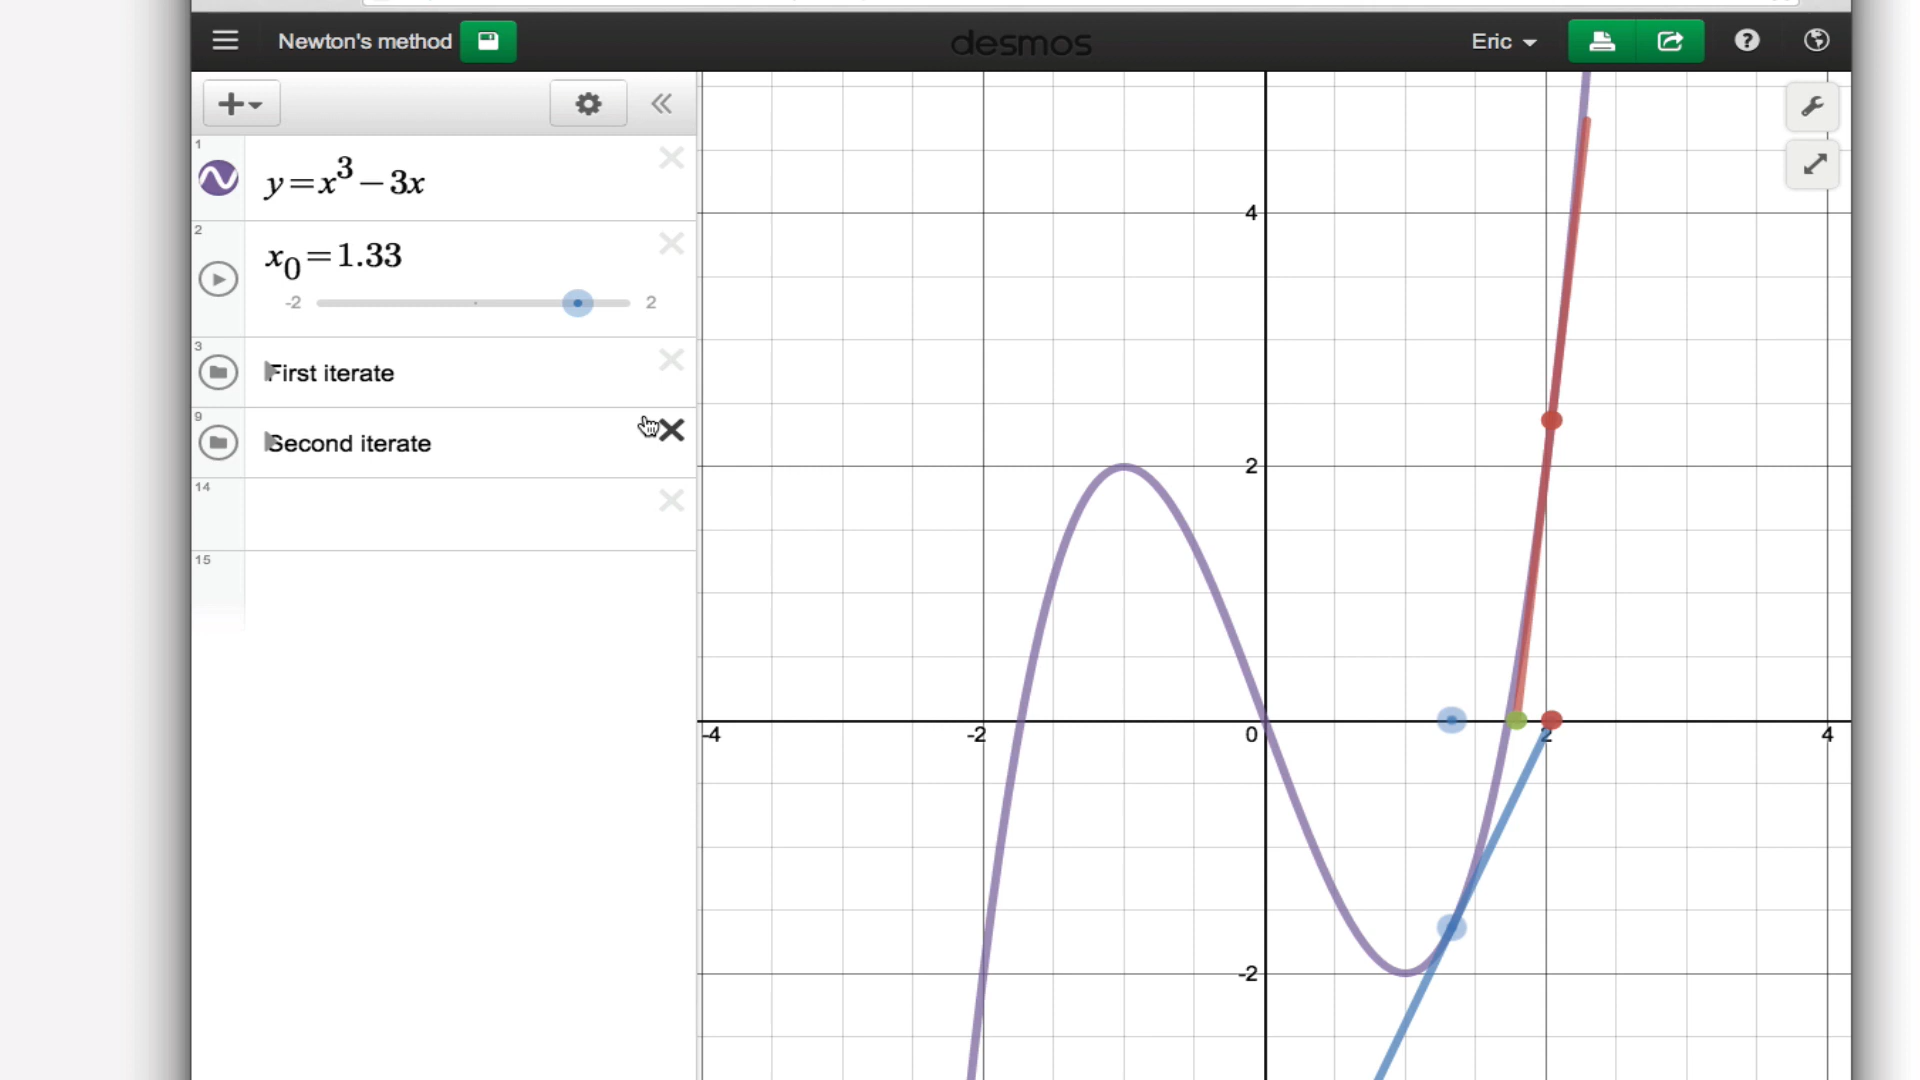 Newton's method
desmos
Eric
1
y=x³−3x
2
x₀=1.33
-2
2
3
First iterate
9
Second iterate
14
15
4
2
-4
-2
0
2
4
-2